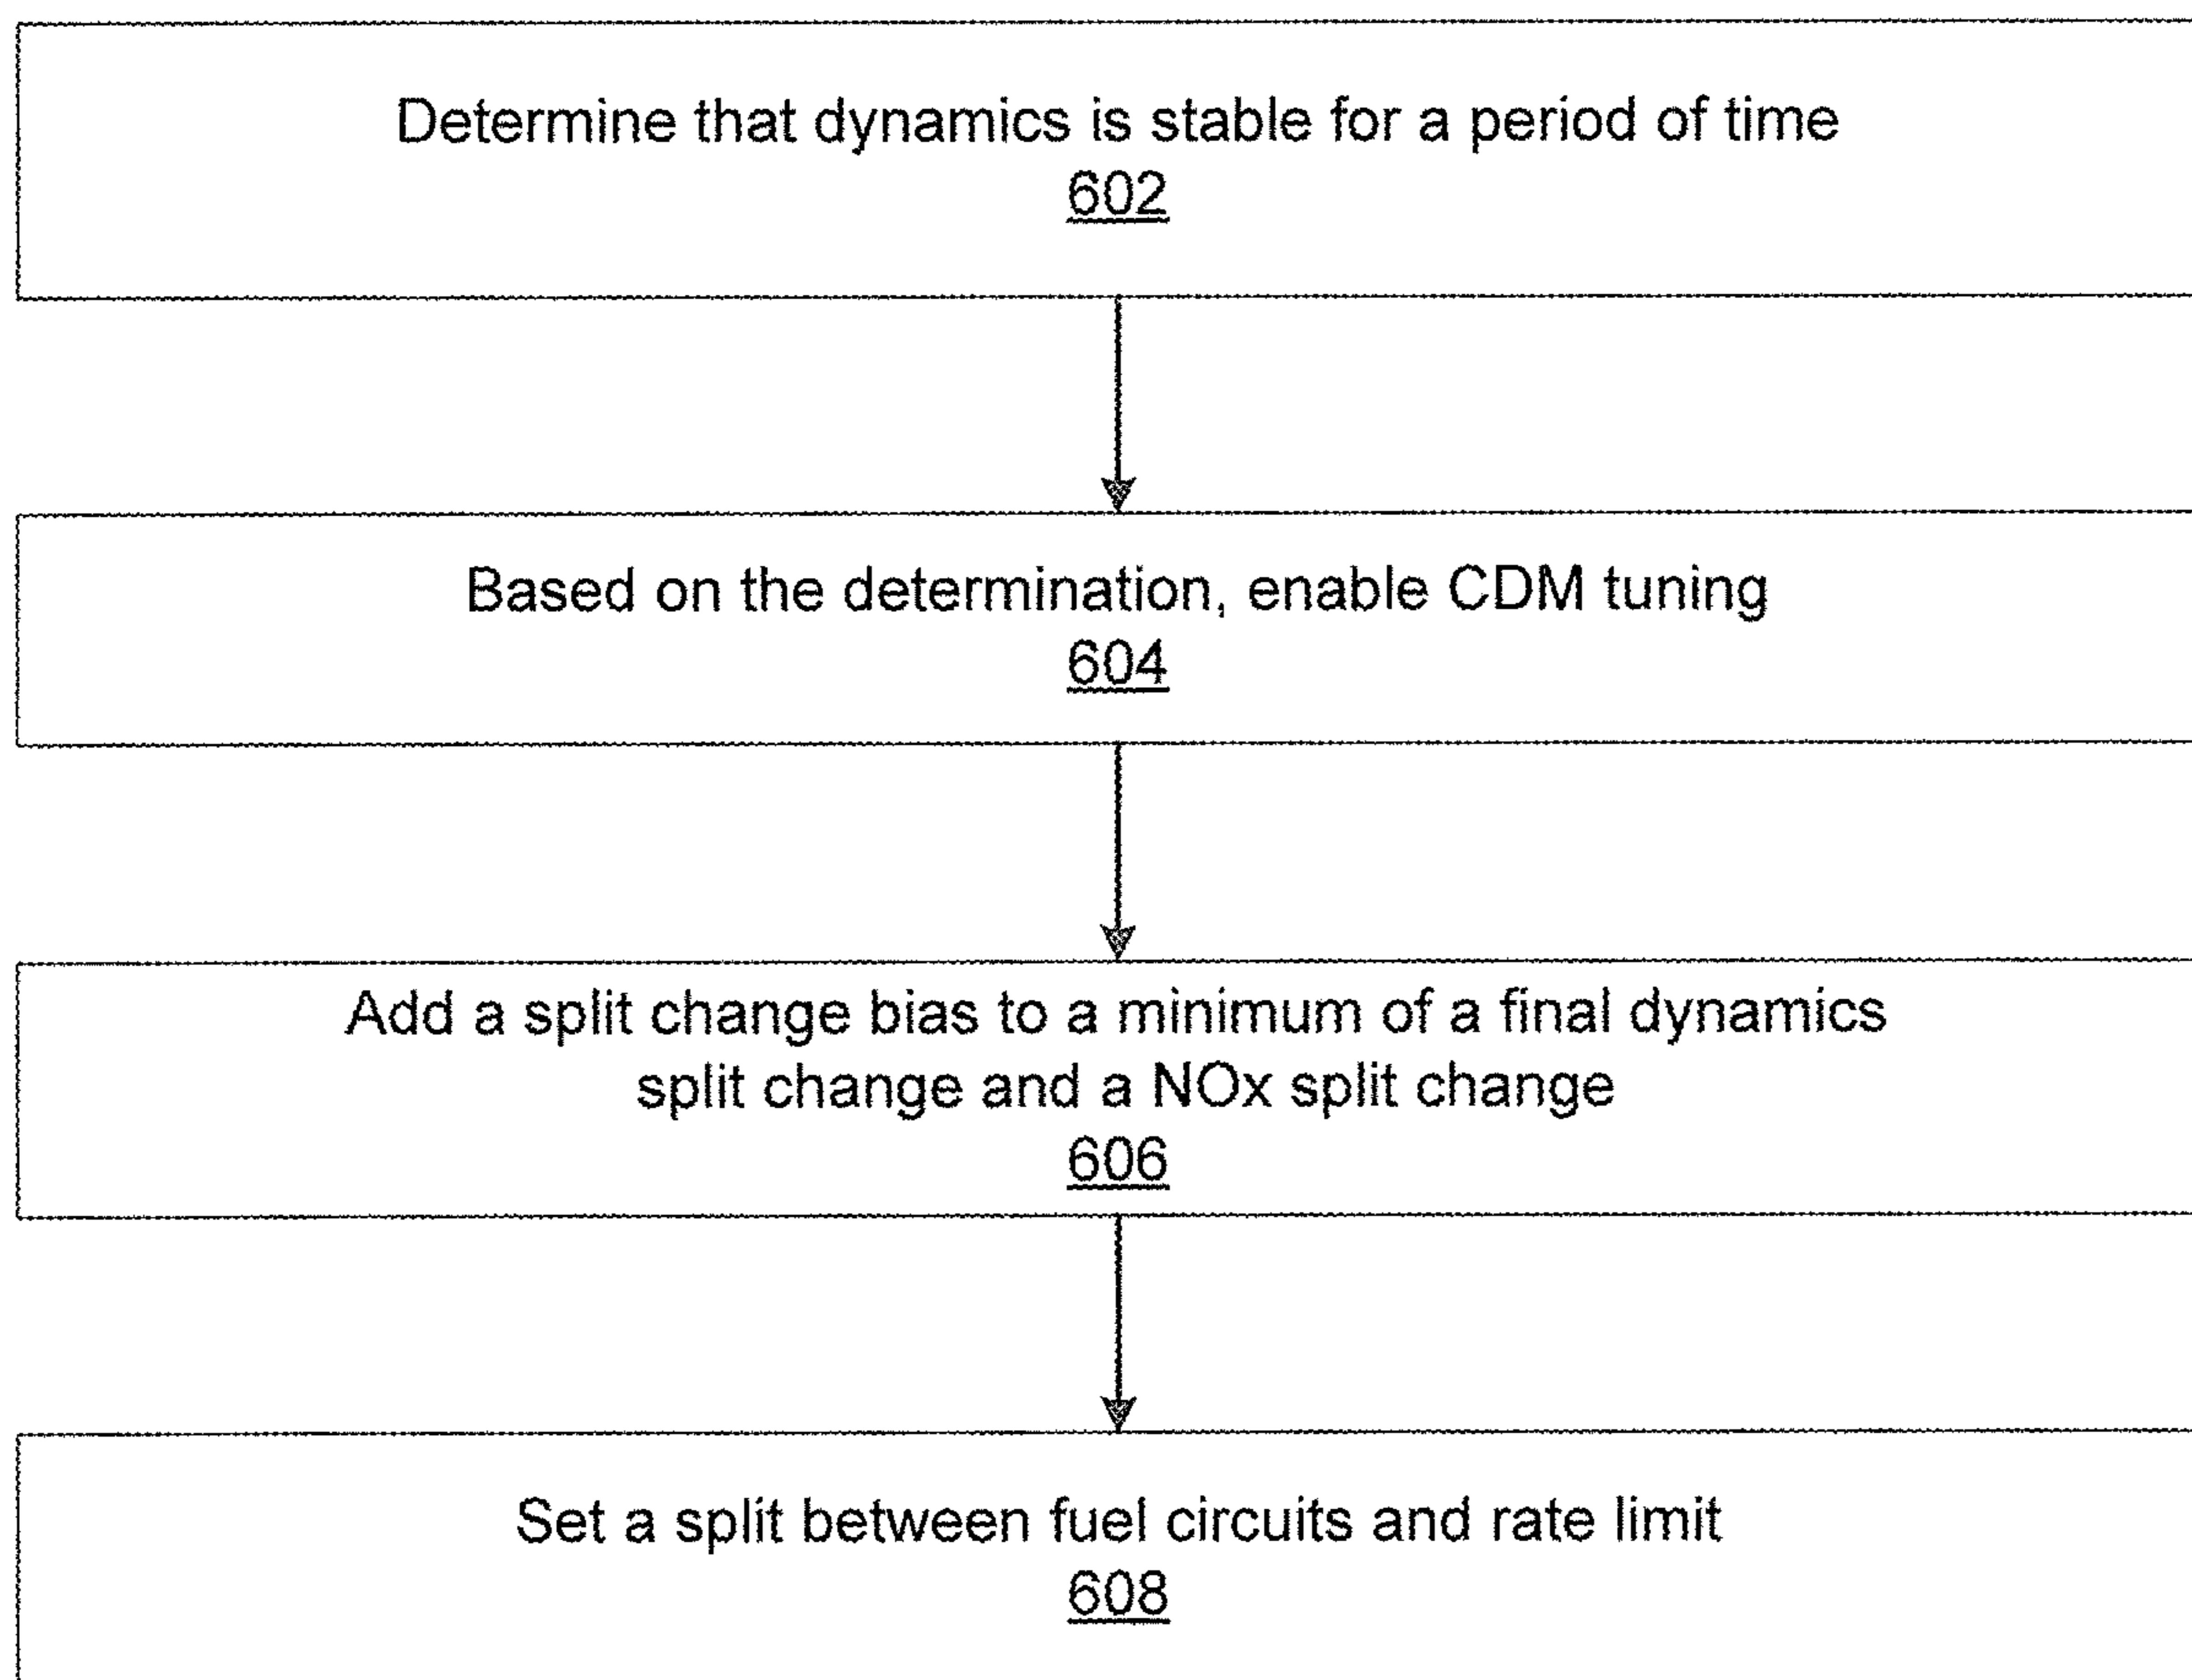 Determine that dynamics is stable for a period of time
602
Based on the determination, enable CDM tuning
604
Add a split change bias to a minimum of a final dynamics
split change and a NOx split change
606
Set a split between fuel circuits and rate limit
608